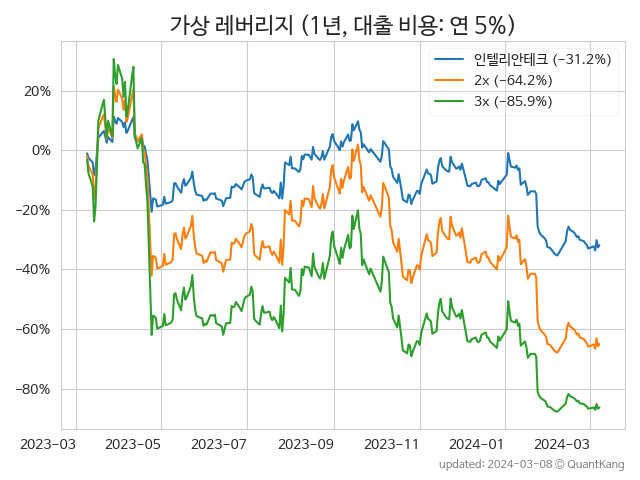 가상 레버리지 (1년, 대출 비용: 연 5%)
인텔리안테크 (−31.2%)
2x (−64.2%)
3x (−85.9%)
20%
0%
−20%
−40%
−60%
−80%
2023-03 2023-05 2023-07 2023-09 2023-11 2024-01 2024-03
updated: 2024-03-08 © QuantKang